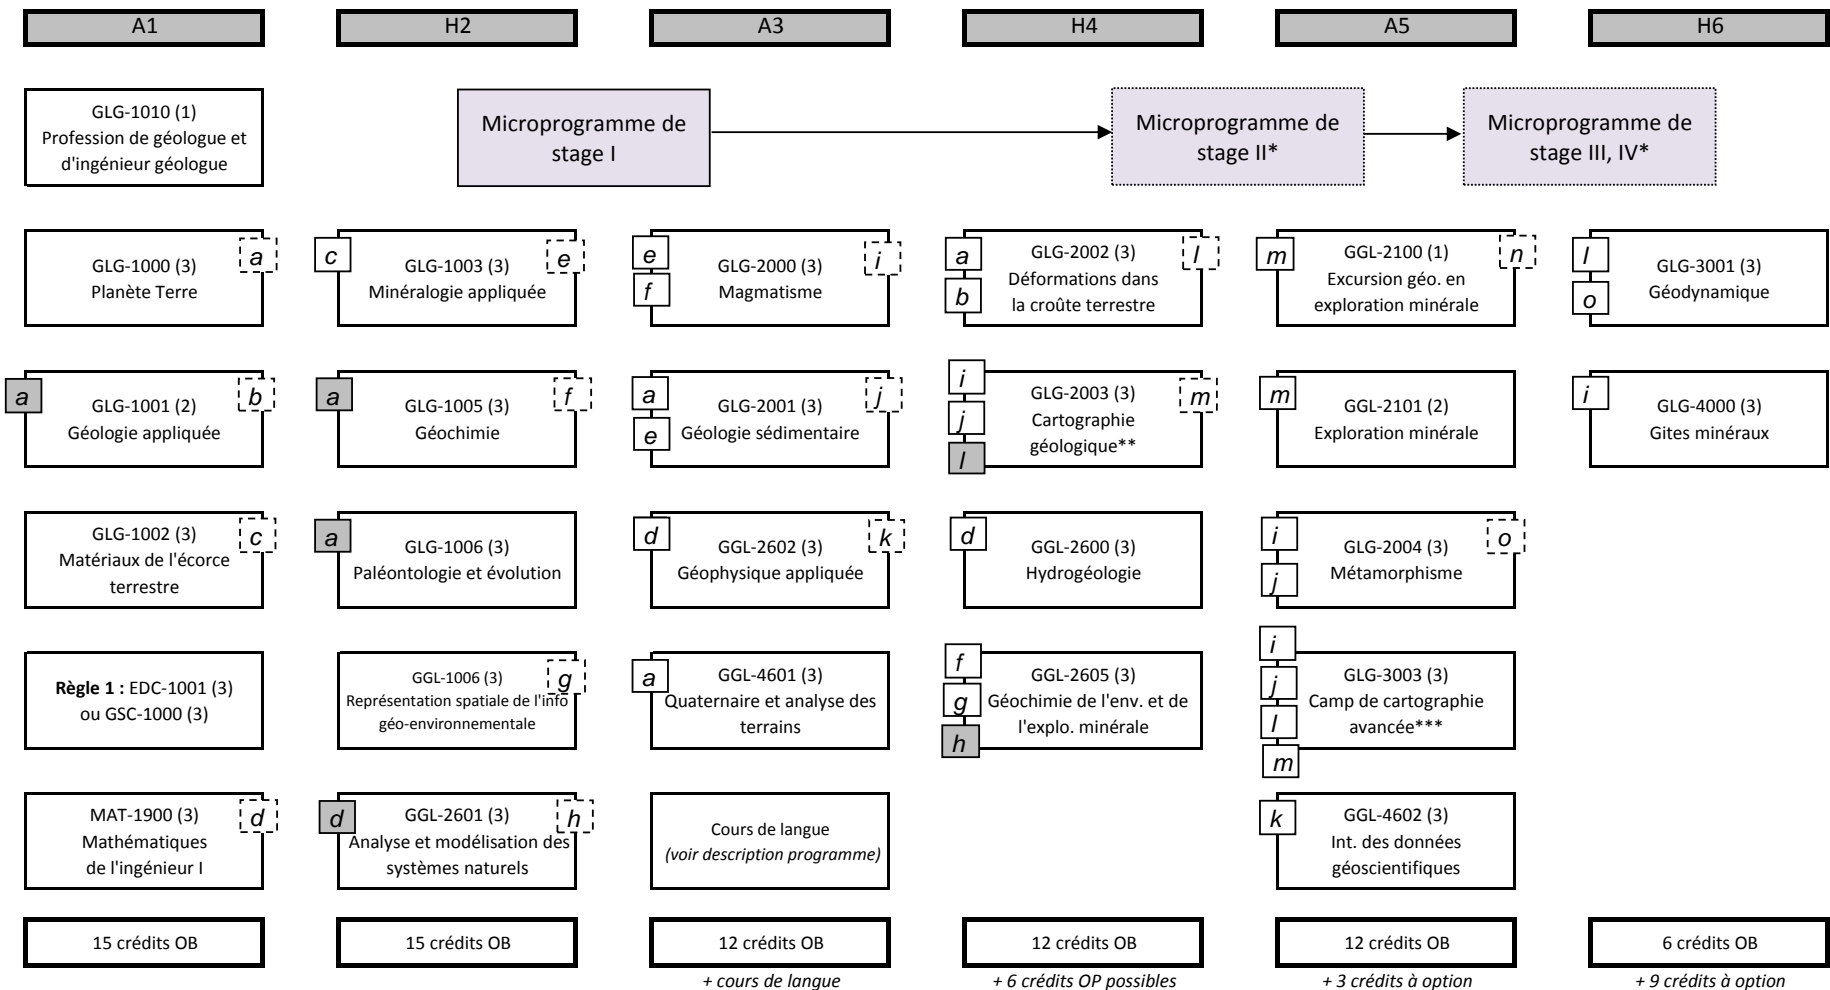 A1
H2
A3
H4
A5
H6
GLG-1010 (1)
Profession de géologue et
d'ingénieur géologue
Microprogramme de
stage I
Microprogramme de
stage II*
Microprogramme de
stage III, IV*
a
GLG-1000 (3)
Planète Terre
c
e
GLG-1003 (3)
Minéralogie appliquée
e
f
i
GLG-2000 (3)
Magmatisme
a
b
l
GLG-2002 (3)
Déformations dans
la croûte terrestre
m
n
GGL-2100 (1)
Excursion géo. en
exploration minérale
l
o
GLG-3001 (3)
Géodynamique
a
b
GLG-1001 (2)
Géologie appliquée
a
f
GLG-1005 (3)
Géochimie
a
e
j
GLG-2001 (3)
Géologie sédimentaire
i
j
l
m
GLG-2003 (3)
Cartographie
géologique**
m
GGL-2101 (2)
Exploration minérale
i
GLG-4000 (3)
Gites minéraux
c
GLG-1002 (3)
Matériaux de l'écorce
terrestre
a
GLG-1006 (3)
Paléontologie et évolution
d
k
GGL-2602 (3)
Géophysique appliquée
d
GGL-2600 (3)
Hydrogéologie
i
j
o
GLG-2004 (3)
Métamorphisme
Règle 1 : EDC-1001 (3)
ou GSC-1000 (3)
g
GGL-1006 (3)
Représentation spatiale de l'info
géo-environnementale
a
GGL-4601 (3)
Quaternaire et analyse des
terrains
f
g
h
GGL-2605 (3)
Géochimie de l'env. et de
l'explo. minérale
i
j
l
m
GLG-3003 (3)
Camp de cartographie
avancée***
d
MAT-1900 (3)
Mathématiques
de l'ingénieur I
d
h
GGL-2601 (3)
Analyse et modélisation des
systèmes naturels
Cours de langue
(voir description programme)
k
GGL-4602 (3)
Int. des données
géoscientifiques
15 crédits OB
15 crédits OB
12 crédits OB
12 crédits OB
12 crédits OB
6 crédits OB
+ cours de langue
+ 6 crédits OP possibles
+ 3 crédits à option
+ 9 crédits à option